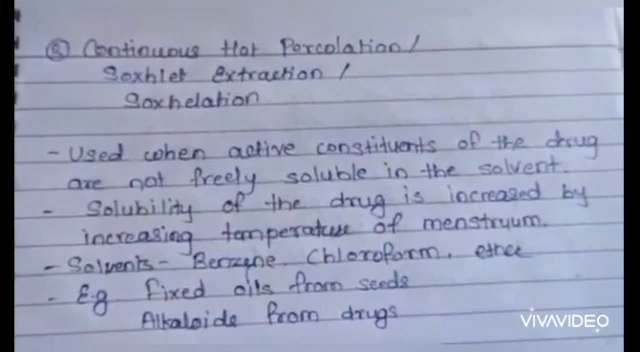 ⑤ Continuous Hot Porcolation/
Soxhlet extraction /
Soxhelation
- Used when active constituents of the drug
are not freely soluble in the solvent.
- Solubility of the drug is increased by
increasing temperature of menstruum.
- Solvents - Benzene, Chloroform, ether
- E.g Fixed oils from seeds
Alkaloids from drugs
VIVAVIDEO